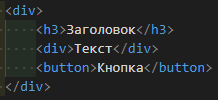 <div>
<h3>Заголовок</h3>
<div>Текст</div>
<button>Кнопка</button>
</div>